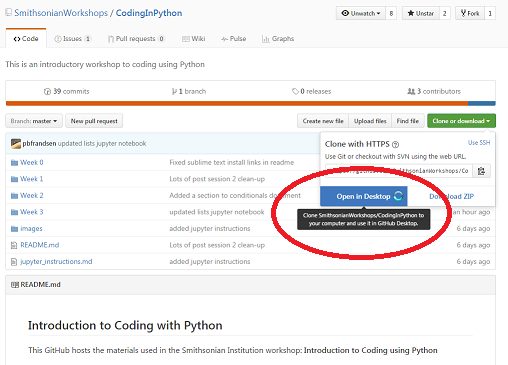 SmithsonianWorkshops / CodingInPython
Unwatch 8 Unstar 2 Fork 1
Code Issues 1 Pull requests 0 Wiki Pulse Graphs
This is an introductory workshop to coding using Python
39 commits 1 branch 0 releases 3 contributors
Branch: master New pull request Create new file Upload files Find file Clone or download
pbfrandsen updated lists jupyter notebook
Clone with HTTPS Use SSH
Use Git or checkout with SVN using the web URL.
Week 0 Fixed sublime text install links in readme
Week 1 Lots of post session 2 clean-up
Week 2 Added a section to conditionals document
Open in Desktop Download ZIP
Week 3 updated lists jupyter notebook an hour ago
Clone SmithsonianWorkshops/CodingInPython to
your computer and use it in GitHub Desktop.
images added jupyter instructions 6 days ago
README.md Lots of post session 2 clean-up 6 days ago
jupyter_instructions.md added jupyter instructions 6 days ago
README.md
Introduction to Coding with Python
This GitHub hosts the materials used in the Smithsonian Institution workshop: Introduction to Coding using Python